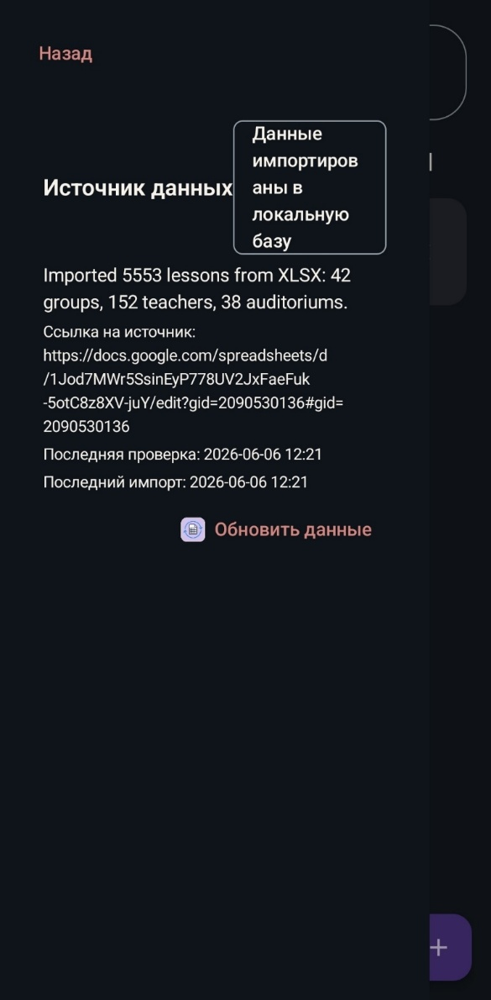 Назад
Данные
импортиров
Источник данных
аны в
локальную
базу
Imported 5553 lessons from XLSX: 42
groups, 152 teachers, 38 auditoriums.
Ссылка на источник:
https://docs.google.com/spreadsheets/d
/1Jod7MWr5SsinEyP778UV2JxFaeFuk
-5otC8z8XV-juY/edit?gid=2090530136#gid=
2090530136
Последняя проверка: 2026-06-06 12:21
Последний импорт: 2026-06-06 12:21
Обновить данные
+